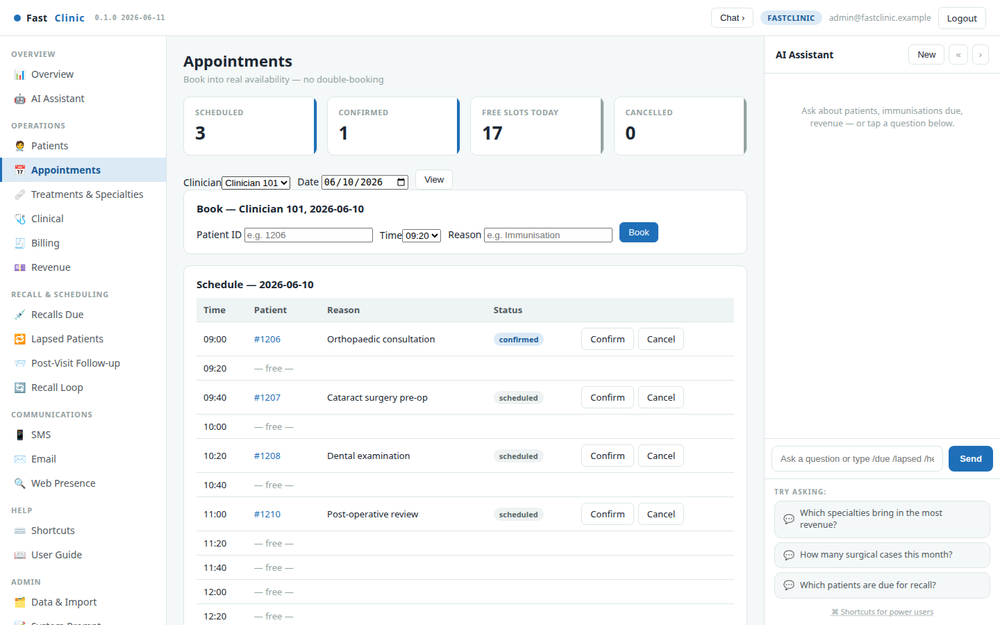 Fast Clinic 0.1.0 2026-06-11
Chat › FASTCLINIC admin@fastclinic.example Logout
OVERVIEW
Overview
AI Assistant
OPERATIONS
Patients
Appointments
Treatments & Specialties
Clinical
Billing
Revenue
RECALL & SCHEDULING
Recalls Due
Lapsed Patients
Post-Visit Follow-up
Recall Loop
COMMUNICATIONS
SMS
Email
Web Presence
HELP
Shortcuts
User Guide
ADMIN
Data & Import
System Prompt
Appointments
Book into real availability — no double-booking
SCHEDULED
3
CONFIRMED
1
FREE SLOTS TODAY
17
CANCELLED
0
Clinician Clinician 101 Date 06/10/2026 View
Book — Clinician 101, 2026-06-10
Patient ID e.g. 1206 Time 09:20 Reason e.g. Immunisation Book
Schedule — 2026-06-10
Time Patient Reason Status
09:00 #1206 Orthopaedic consultation confirmed Confirm Cancel
09:20 — free —
09:40 #1207 Cataract surgery pre-op scheduled Confirm Cancel
10:00 — free —
10:20 #1208 Dental examination scheduled Confirm Cancel
10:40 — free —
11:00 #1210 Post-operative review scheduled Confirm Cancel
11:20 — free —
11:40 — free —
12:00 — free —
12:20 — free —
AI Assistant New « ›
Ask about patients, immunisations due,
revenue — or tap a question below.
Ask a question or type /due /lapsed /he Send
TRY ASKING:
Which specialties bring in the most
revenue?
How many surgical cases this month?
Which patients are due for recall?
⌘ Shortcuts for power users